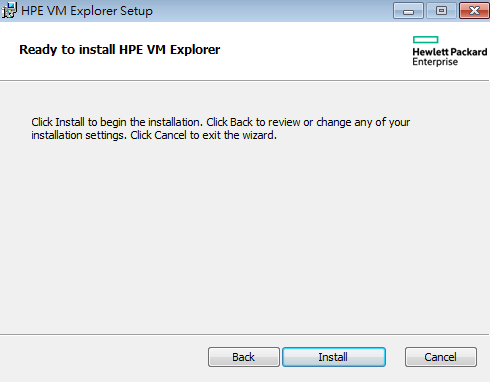 HPE VM Explorer Setup
Ready to install HPE VM Explorer
Hewlett Packard
Enterprise
Click Install to begin the installation. Click Back to review or change any of your
installation settings. Click Cancel to exit the wizard.
Back
Install
Cancel